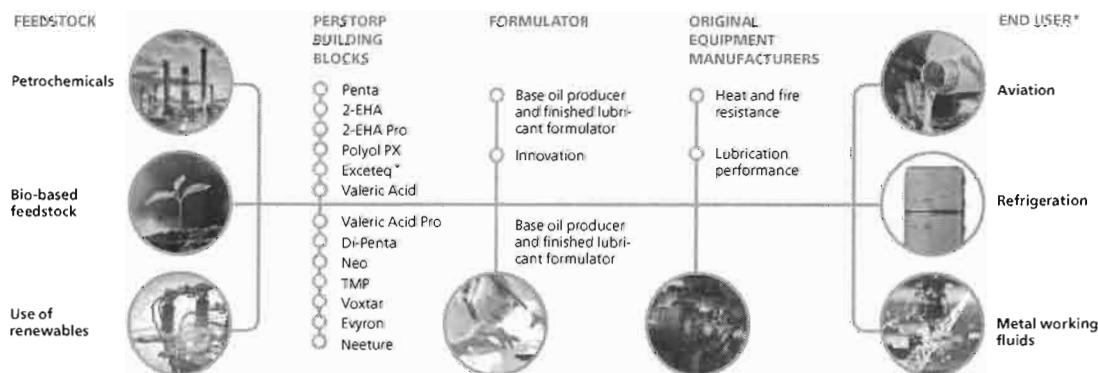 FEEDSTOCK
Petrochemicals
Bio-based
feedstock
Use of
renewables
PERSTORP
BUILDING
BLOCKS
Penta
2-EHA
2-EHA Pro
Polyol PX
Exceteq*
Valeric Acid
Valeric Acid Pro
Di-Penta
Neo
TMP
Voxtar
Evyron
Neeture
FORMULATOR
Base oil producer
and finished lubri-
cant formulator
Innovation
Base oil producer
and finished lubri-
cant formulator
ORIGINAL
EQUIPMENT
MANUFACTURERS
Heat and fire
resistance
Lubrication
performance
END USER*
Aviation
Refrigeration
Metal working
fluids